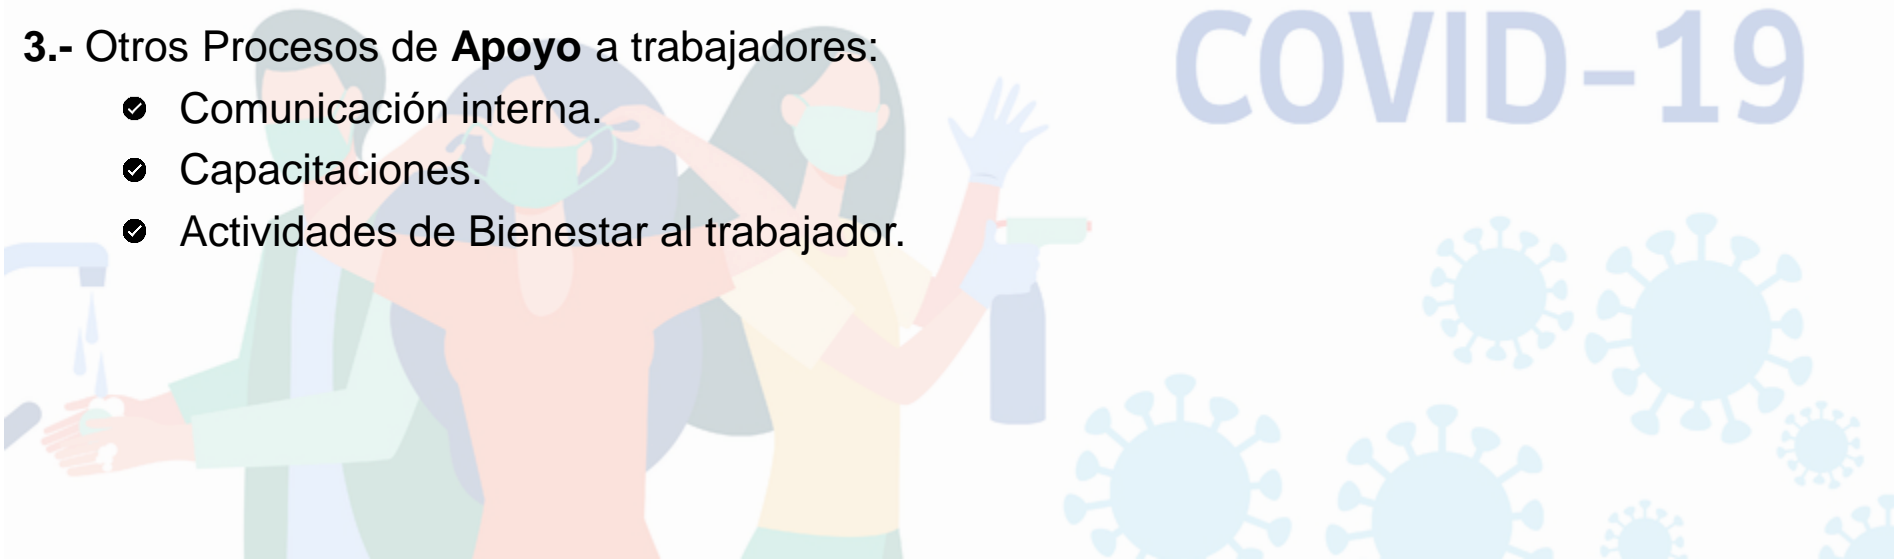 3.- Otros Procesos de Apoyo a trabajadores:
Comunicación interna.
Capacitaciones.
Actividades de Bienestar al trabajador.
COVID-19